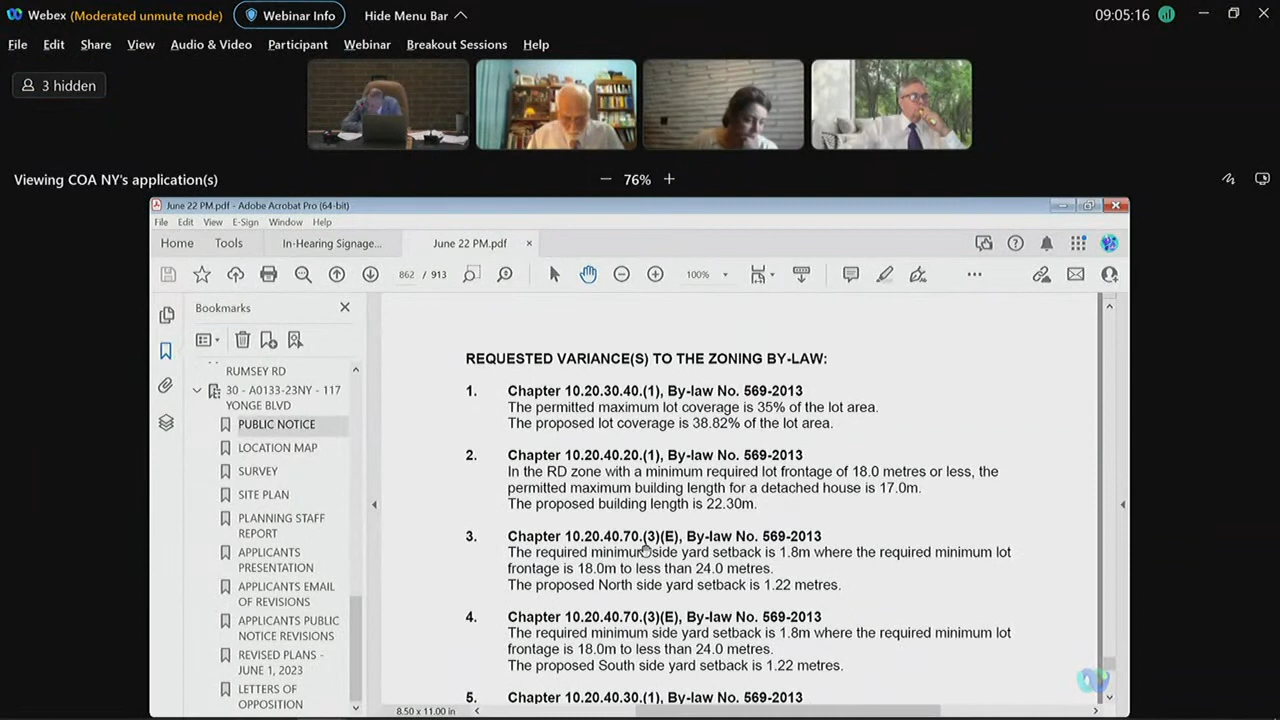 Webex (Moderated unmute mode) Webinar Info Hide Menu Bar 09:05:16
File Edit Share View Audio & Video Participant Webinar Breakout Sessions Help
3 hidden
Viewing COA NY's application(s) 76%
June 22 PM.pdf - Adobe Acrobat Pro (64-bit)
File Edit View E-Sign Window Help
Home Tools In-Hearing Signage... June 22 PM.pdf
862 / 913 100%
Bookmarks
RUMSEY RD
30 - A0133-23NY - 117
YONGE BLVD
PUBLIC NOTICE
LOCATION MAP
SURVEY
SITE PLAN
PLANNING STAFF
REPORT
APPLICANTS
PRESENTATION
APPLICANTS EMAIL
OF REVISIONS
APPLICANTS PUBLIC
NOTICE REVISIONS
REVISED PLANS -
JUNE 1, 2023
LETTERS OF
OPPOSITION
REQUESTED VARIANCE(S) TO THE ZONING BY-LAW:
1. Chapter 10.20.30.40.(1), By-law No. 569-2013
The permitted maximum lot coverage is 35% of the lot area.
The proposed lot coverage is 38.82% of the lot area.
2. Chapter 10.20.40.20.(1), By-law No. 569-2013
In the RD zone with a minimum required lot frontage of 18.0 metres or less, the
permitted maximum building length for a detached house is 17.0m.
The proposed building length is 22.30m.
3. Chapter 10.20.40.70.(3)(E), By-law No. 569-2013
The required minimum side yard setback is 1.8m where the required minimum lot
frontage is 18.0m to less than 24.0 metres.
The proposed North side yard setback is 1.22 metres.
4. Chapter 10.20.40.70.(3)(E), By-law No. 569-2013
The required minimum side yard setback is 1.8m where the required minimum lot
frontage is 18.0m to less than 24.0 metres.
The proposed South side yard setback is 1.22 metres.
5. Chapter 10.20.40.30.(1), By-law No. 569-2013
8.50 x 11.00 in